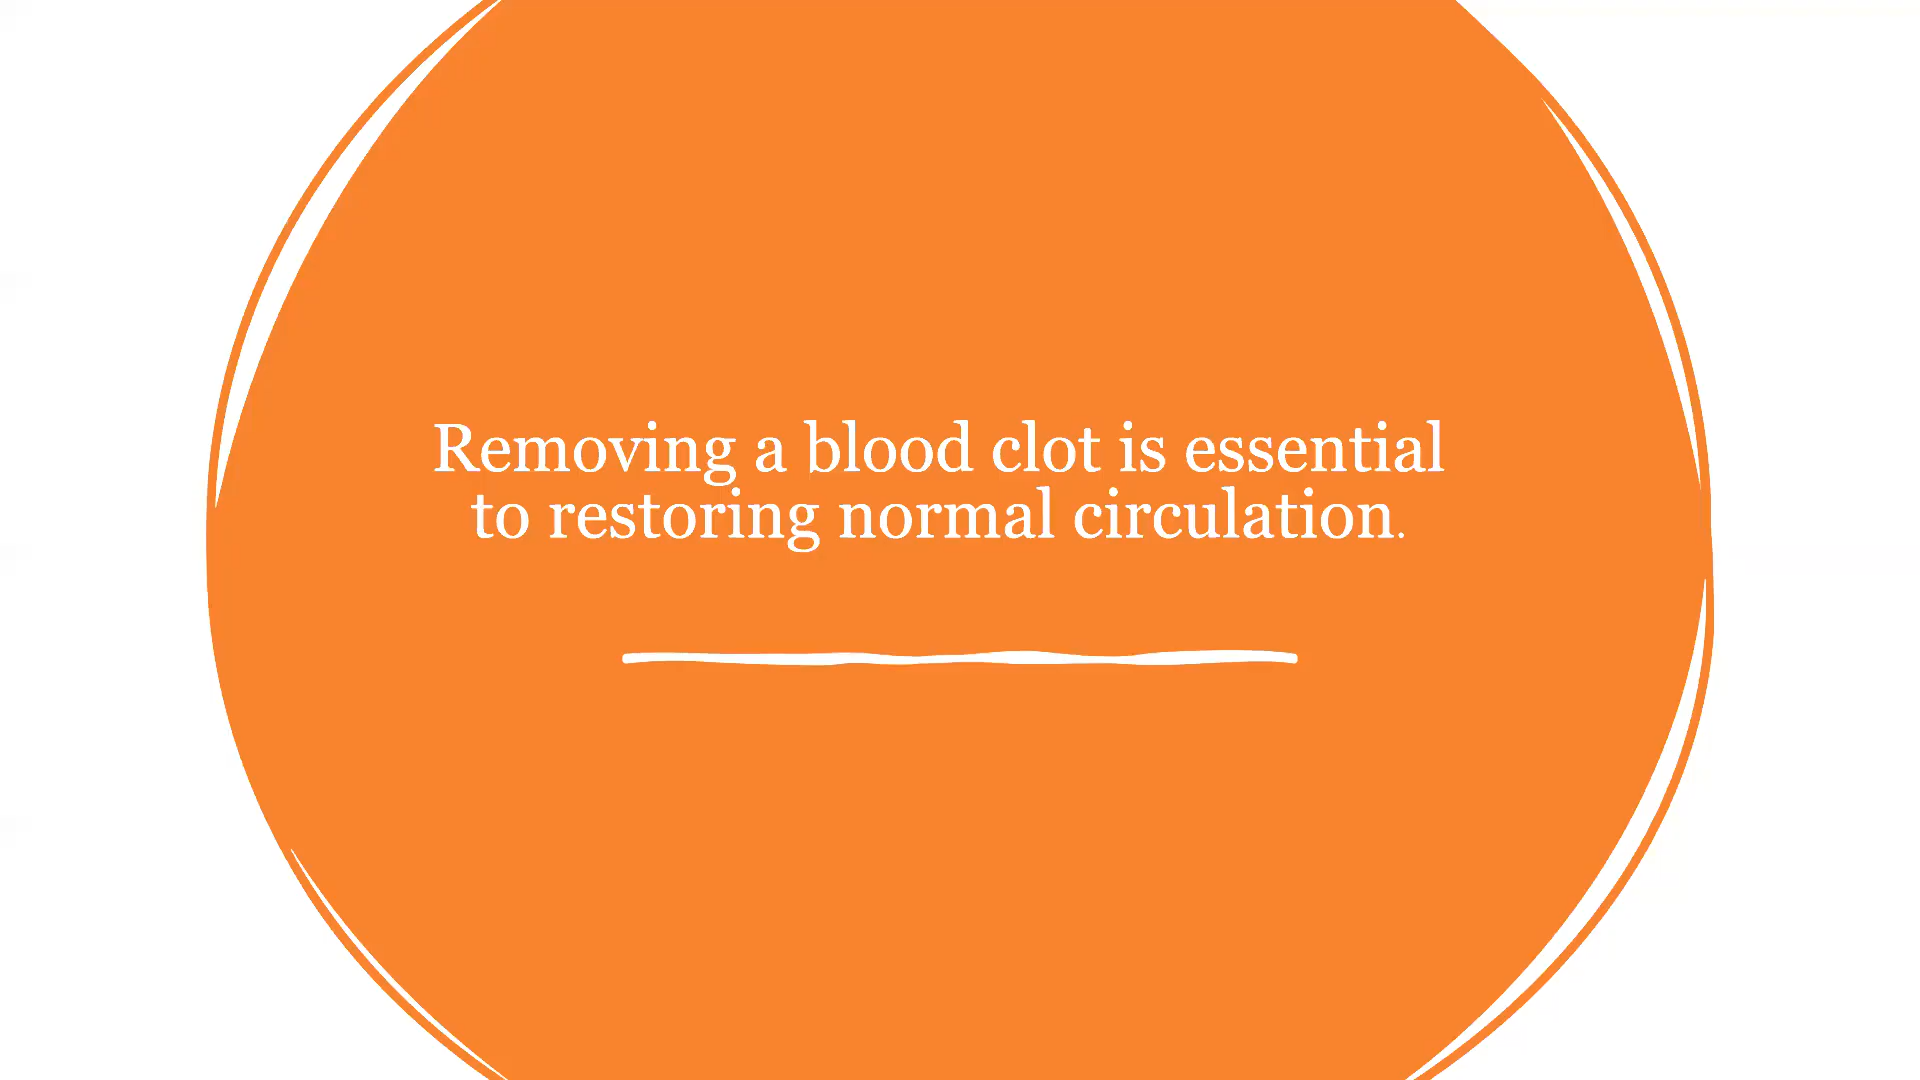 Removing a blood clot is essential
to restoring normal circulation.